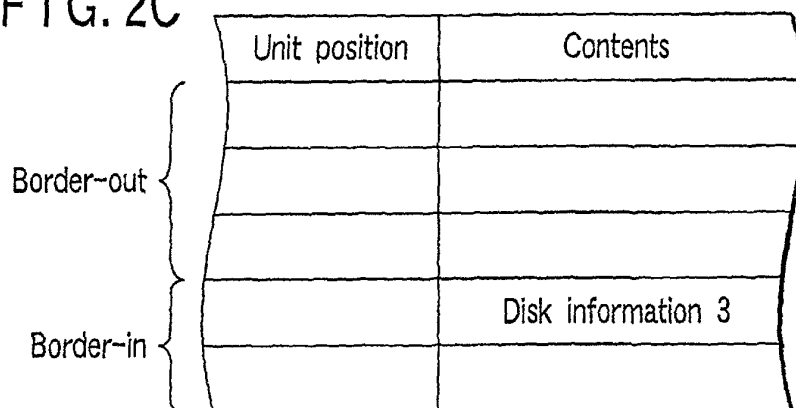 FIG. 2C
Unit position Contents
Border-out
Disk information 3
Border-in